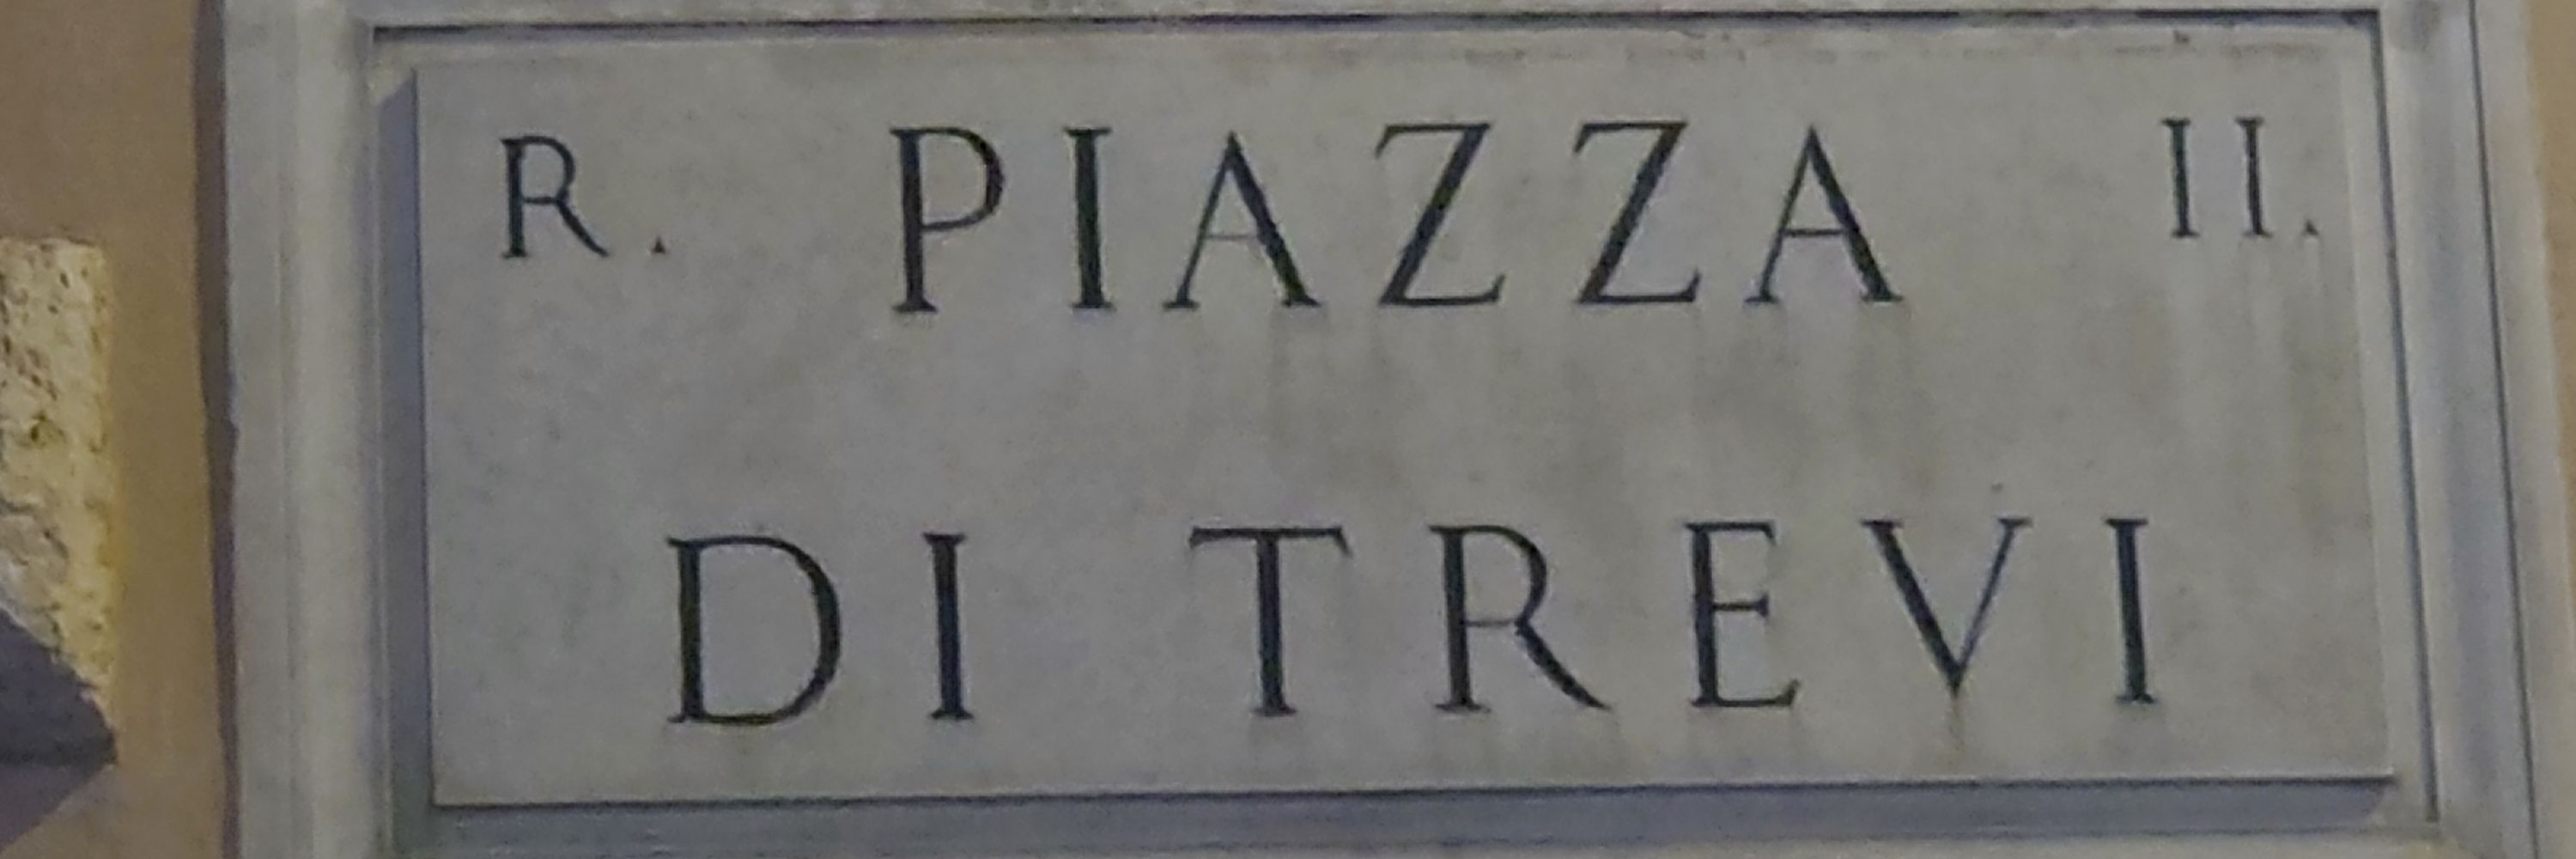 R. PIAZZA II.
DI TREVI